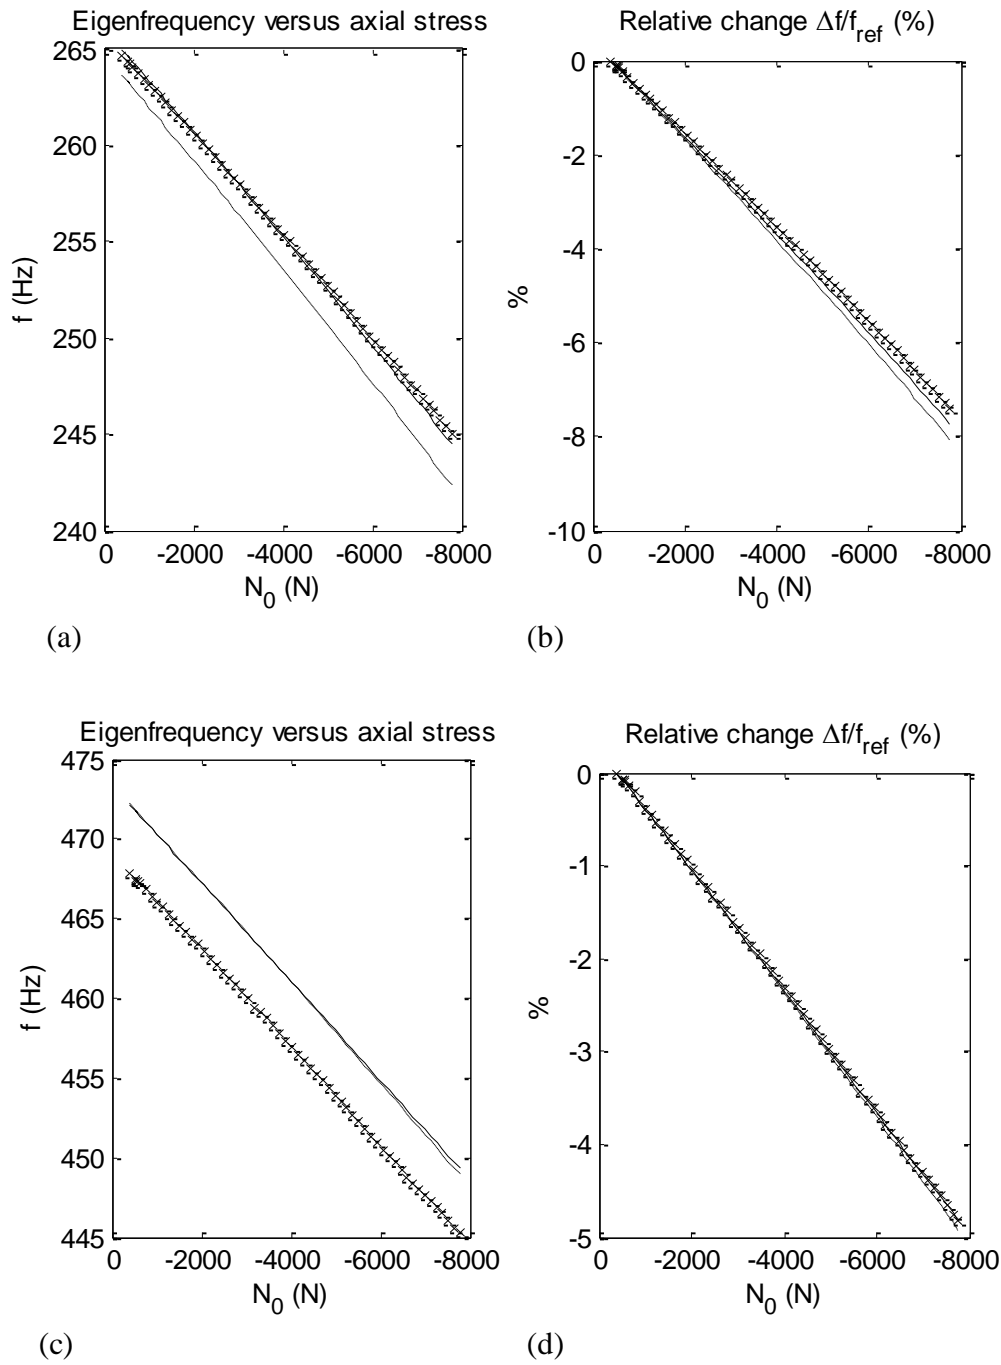 Eigenfrequency versus axial stress
Relative change Δf/f_ref (%)
265
260
255
250
245
240
f (Hz)
0 -2000 -4000 -6000 -8000
N_0 (N)
0
-2
-4
-6
-8
-10
%
0 -2000 -4000 -6000 -8000
N_0 (N)
(a)
(b)
Eigenfrequency versus axial stress
Relative change Δf/f_ref (%)
475
470
465
460
455
450
445
f (Hz)
0 -2000 -4000 -6000 -8000
N_0 (N)
0
-1
-2
-3
-4
-5
%
0 -2000 -4000 -6000 -8000
N_0 (N)
(c)
(d)